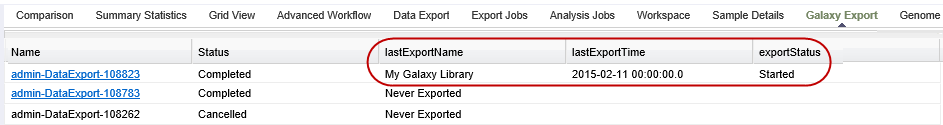 Comparison Summary Statistics Grid View Advanced Workflow Data Export Export Jobs Analysis Jobs Workspace Sample Details Galaxy Export Genome
Name Status lastExportName lastExportTime exportStatus
admin-DataExport-108823 Completed My Galaxy Library 2015-02-11 00:00:00.0 Started
admin-DataExport-108783 Completed Never Exported
admin-DataExport-108262 Cancelled Never Exported